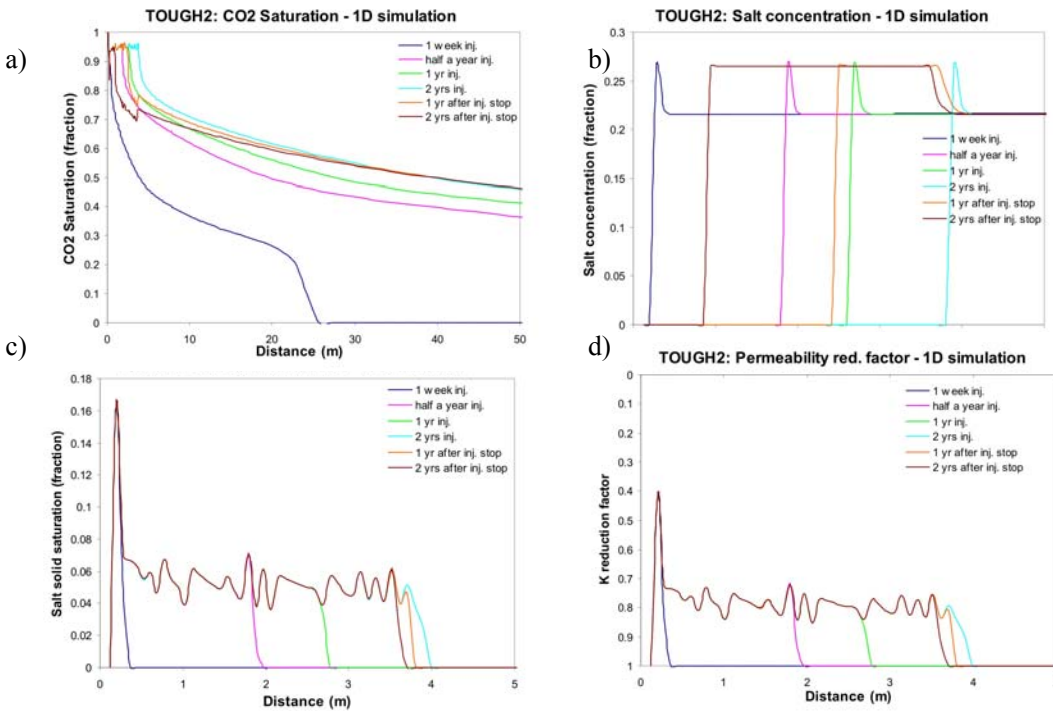 a)
TOUGH2: CO2 Saturation - 1D simulation
CO2 Saturation (fraction)
1
0.9
0.8
0.7
0.6
0.5
0.4
0.3
0.2
0.1
0
0
10
20
30
40
50
Distance (m)
1 week inj.
half a year inj.
1 yr inj.
2 yrs inj.
1 yr after inj. stop
2 yrs after inj. stop
b)
TOUGH2: Salt concentration - 1D simulation
Salt concentration (fraction)
0.3
0.25
0.2
0.15
0.1
0.05
0
1 week inj.
half a year inj.
1 yr inj.
2 yrs inj.
1 yr after inj. stop
2 yrs after inj. stop
c)
Salt solid saturation (fraction)
0.18
0.16
0.14
0.12
0.1
0.08
0.06
0.04
0.02
0
0
1
2
3
4
5
Distance (m)
1 week inj.
half a year inj.
1 yr inj.
2 yrs inj.
1 yr after inj. stop
2 yrs after inj. stop
d)
TOUGH2: Permeability red. factor - 1D simulation
K reduction factor
0
0.1
0.2
0.3
0.4
0.5
0.6
0.7
0.8
0.9
1
0
1
2
3
4
Distance (m)
1 week inj.
half a year inj.
1 yr inj.
2 yrs inj.
1 yr after inj. stop
2 yrs after inj. stop